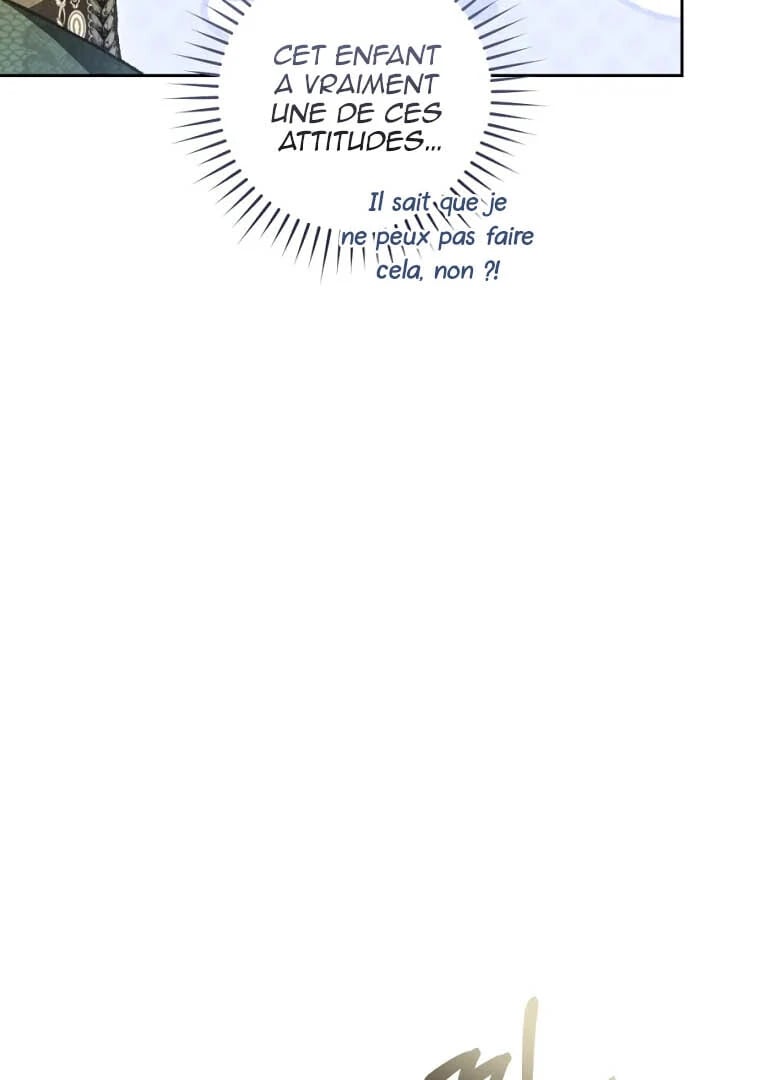 CET ENFANT
A VRAIMENT
UNE DE CES
ATTITUDES...
Il sait que je
ne peux pas faire
cela, non ?!